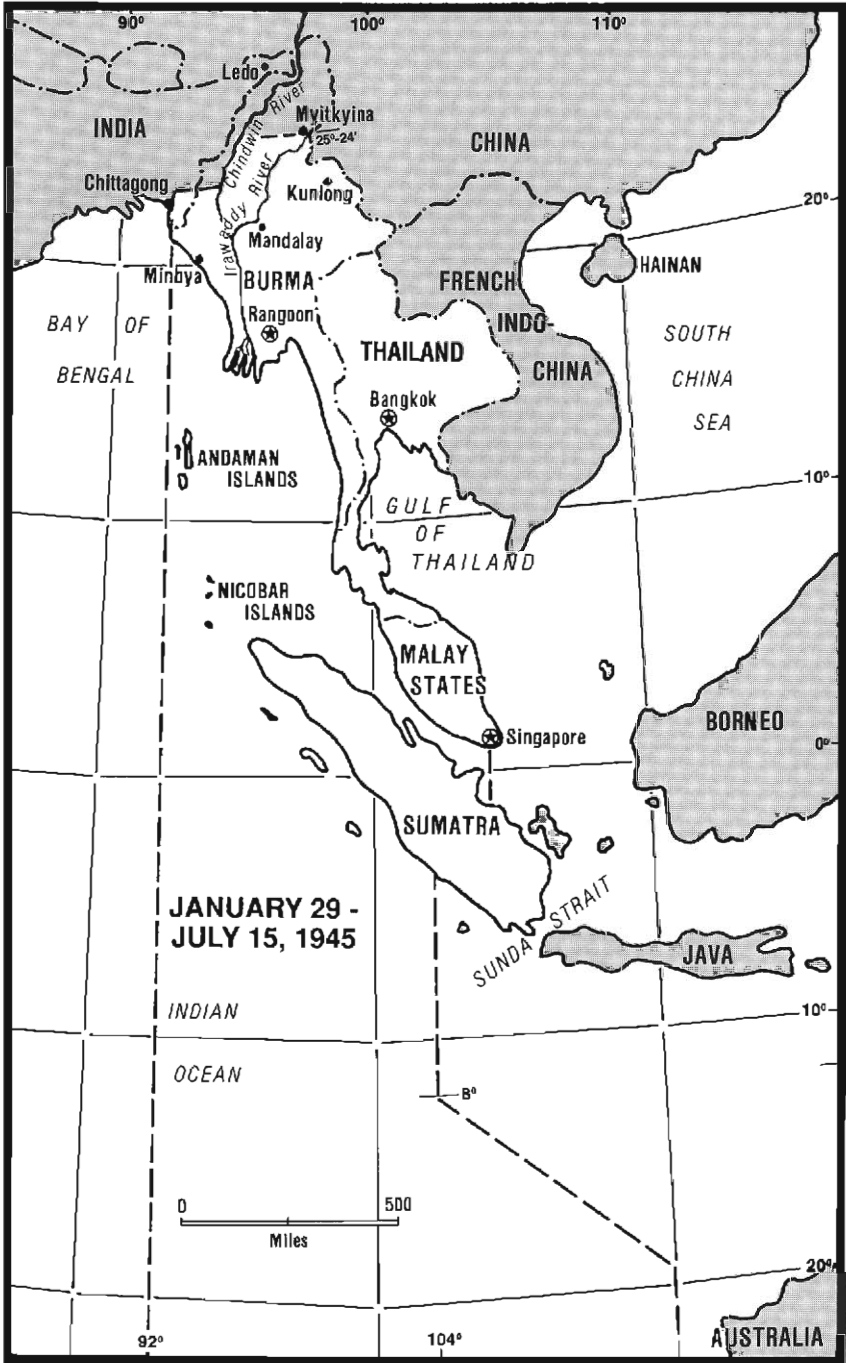 90°
100°
110°
Ledo
INDIA
Chindwin River
Myitkyina
25°-24'
CHINA
Chittagong
Kunlong
Irawaddy River
20°
Mandalay
Minbya
BURMA
FRENCH
INDO-
CHINA
HAINAN
Rangoon
BAY OF
BENGAL
THAILAND
SOUTH
CHINA
SEA
Bangkok
ANDAMAN
ISLANDS
10°
GULF
OF
THAILAND
NICOBAR
ISLANDS
MALAY
STATES
Singapore
BORNEO
0°
SUMATRA
JANUARY 29 -
JULY 15, 1945
SUNDA STRAIT
JAVA
INDIAN
OCEAN
10°
B°
0 500
Miles
20°
92°
104°
AUSTRALIA